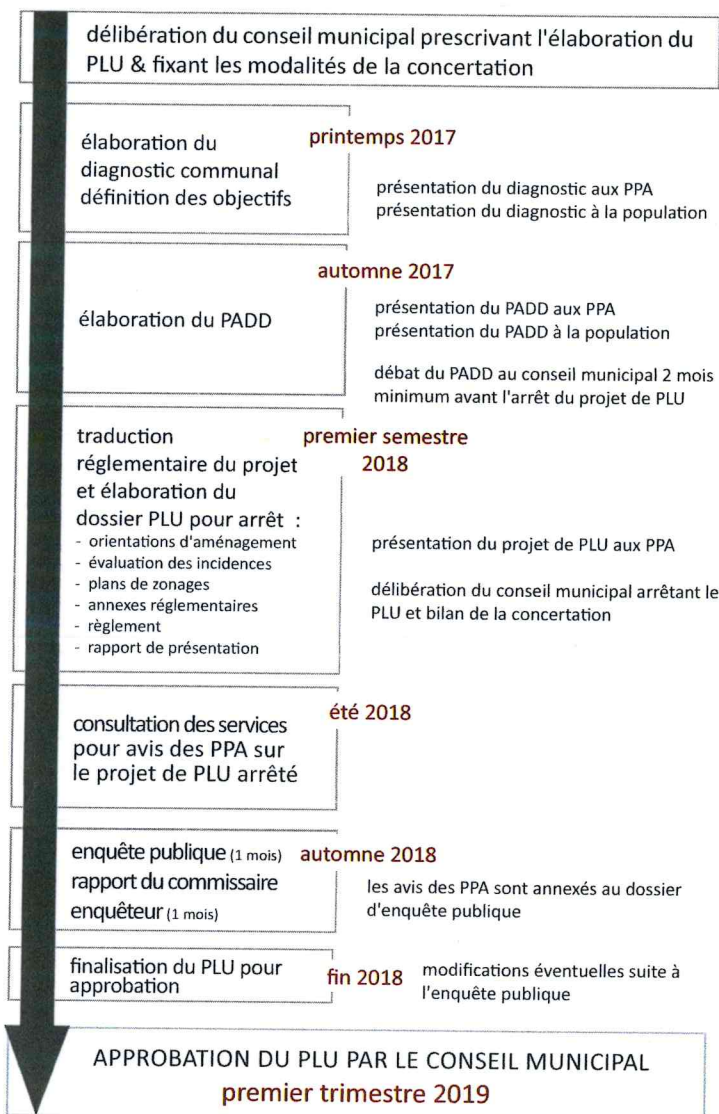 délibération du conseil municipal prescrivant l'élaboration du
PLU & fixant les modalités de la concertation
élaboration du
diagnostic communal
définition des objectifs
printemps 2017
présentation du diagnostic aux PPA
présentation du diagnostic à la population
automne 2017
élaboration du PADD
présentation du PADD aux PPA
présentation du PADD à la population
débat du PADD au conseil municipal 2 mois
minimum avant l'arrêt du projet de PLU
traduction
réglementaire du projet
et élaboration du
dossier PLU pour arrêt :
- orientations d'aménagement
- évaluation des incidences
- plans de zonages
- annexes réglementaires
- règlement
- rapport de présentation
premier semestre
2018
présentation du projet de PLU aux PPA
délibération du conseil municipal arrêtant le
PLU et bilan de la concertation
été 2018
consultation des services
pour avis des PPA sur
le projet de PLU arrêté
enquête publique (1 mois)
rapport du commissaire
enquêteur (1 mois)
automne 2018
les avis des PPA sont annexés au dossier
d'enquête publique
finalisation du PLU pour
approbation
fin 2018
modifications éventuelles suite à
l'enquête publique
APPROBATION DU PLU PAR LE CONSEIL MUNICIPAL
premier trimestre 2019